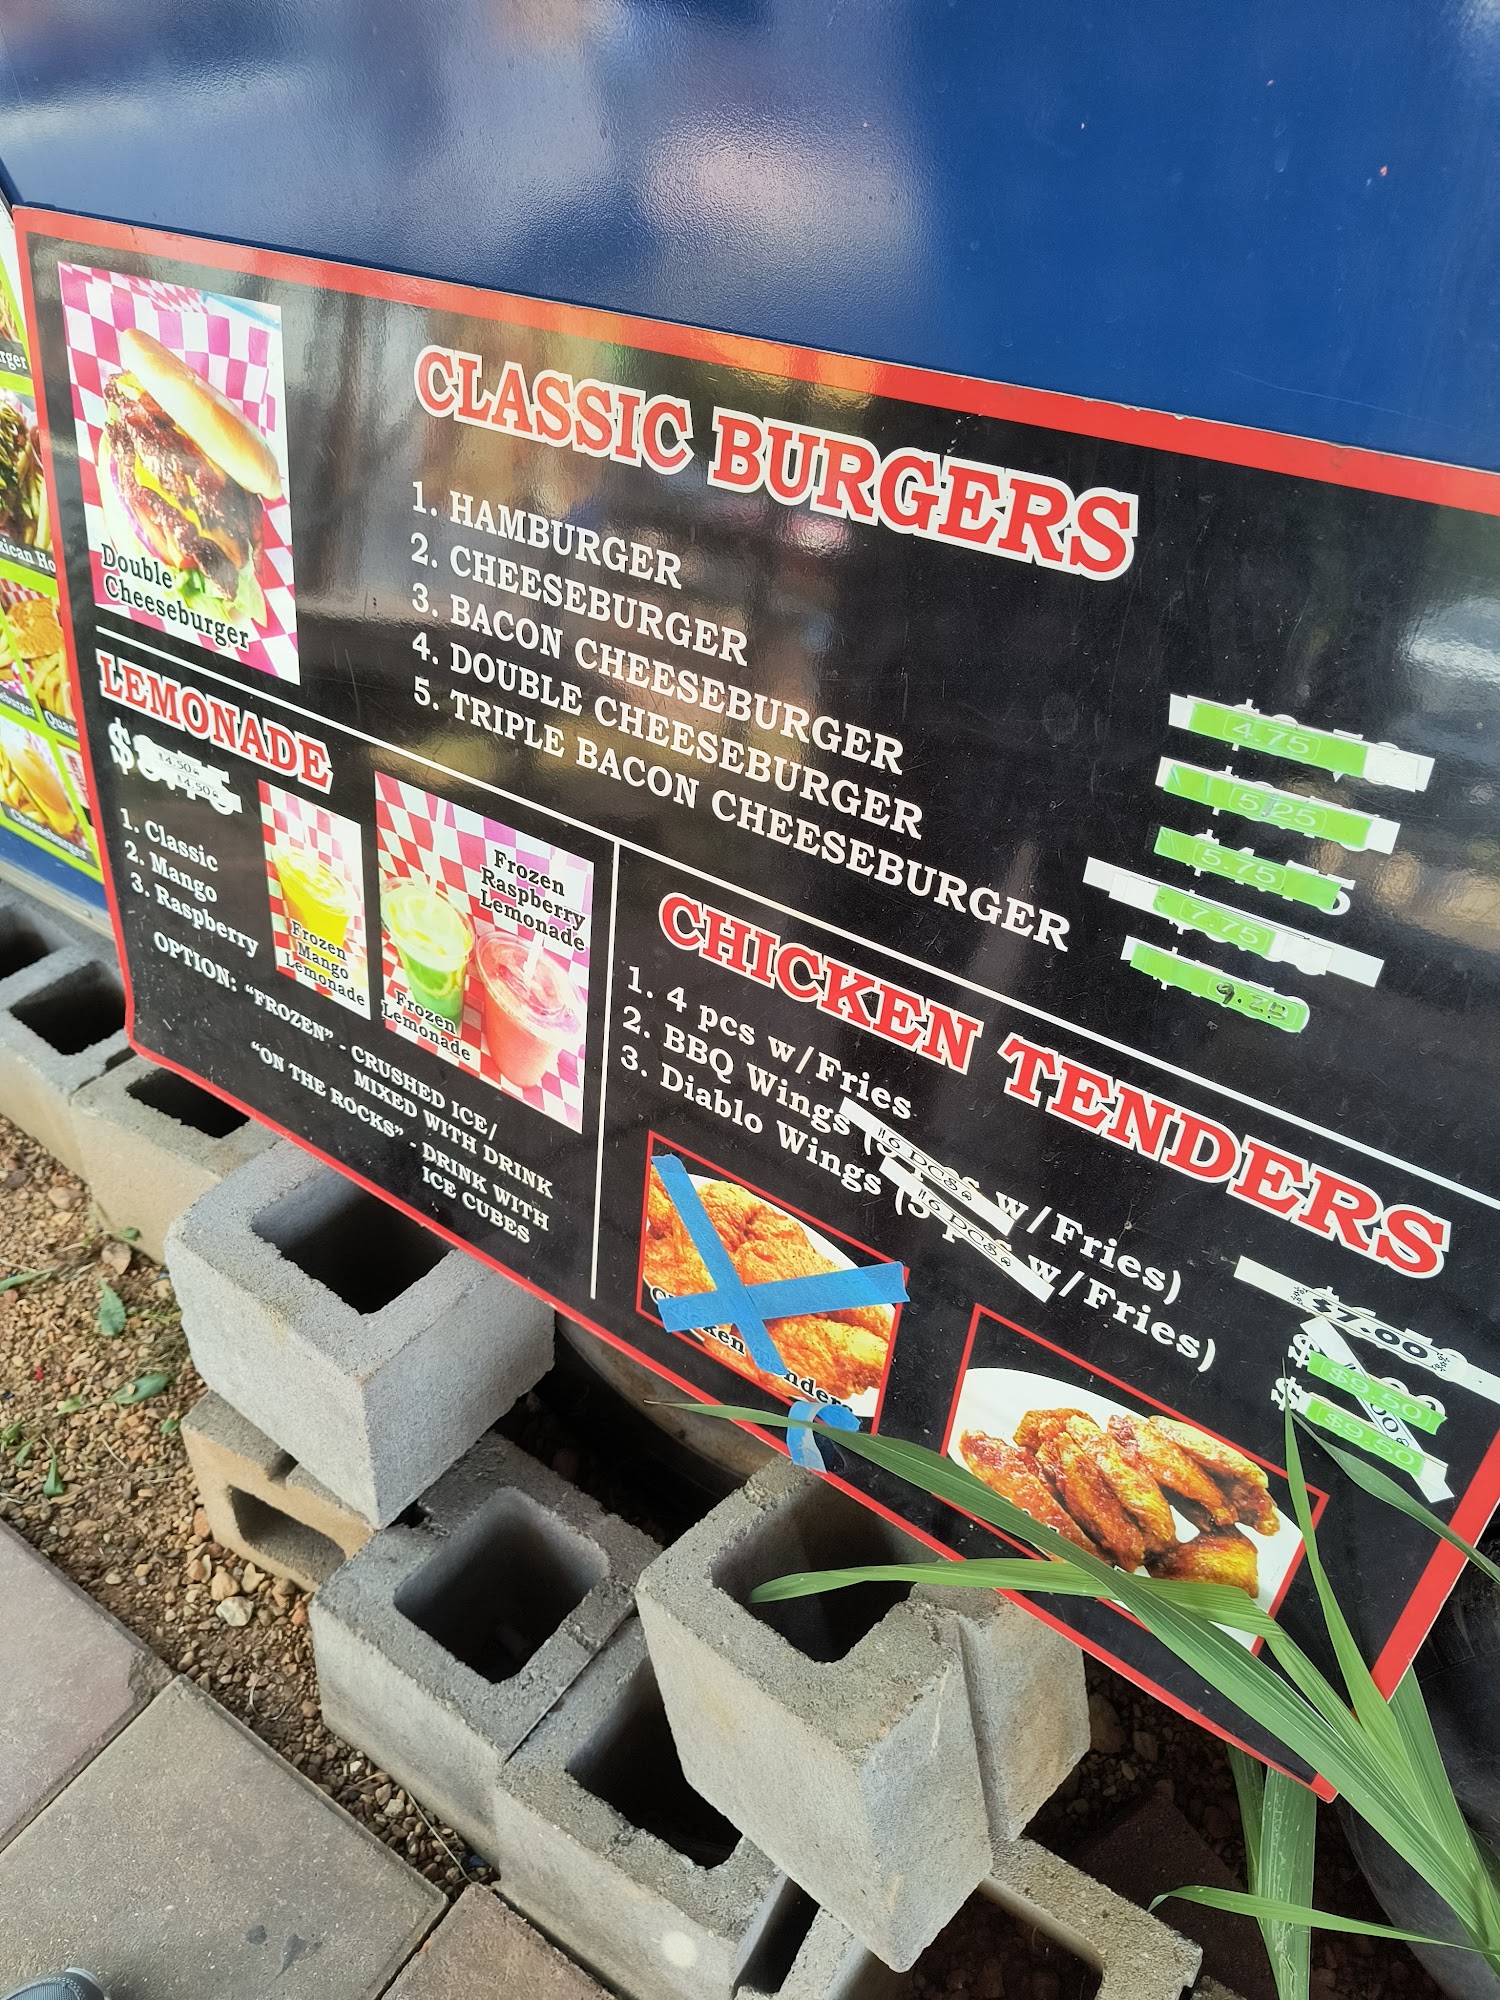 Double
Cheeseburger
CLASSIC BURGERS
1. HAMBURGER
2. CHEESEBURGER
3. BACON CHEESEBURGER
4. DOUBLE CHEESEBURGER
5. TRIPLE BACON CHEESEBURGER
4.75
5.25
5.75
7.75
9.25
LEMONADE
$4.50
$4.50
1. Classic
2. Mango
3. Raspberry
Frozen
Mango
Lemonade
Frozen
Raspberry
Lemonade
Frozen
Lemonade
OPTION: "FROZEN" - CRUSHED ICE/
MIXED WITH DRINK
"ON THE ROCKS" - DRINK WITH
ICE CUBES
CHICKEN TENDERS
1. 4 pcs w/Fries
2. BBQ Wings (6 pcs w/Fries)
3. Diablo Wings (6 pcs w/Fries)
$7.00
$9.50
$9.50
Cheeseburger